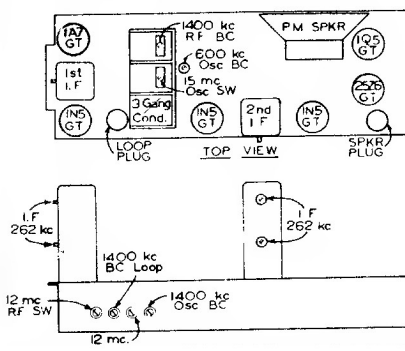 1400 kc
RF BC
PM SPKR
1A7
GT
600 kc
Osc BC
1Q5
GT
1st
I.F
15 mc
Osc SW
2nd
I F
GT
3 Gang
Cond.
1N5
GT
1N5
GT
1N5
GT
LOOP
PLUG
TOP VIEW
SPKR
PLUG
I.F
262 kc
I F
262 kc
1400 kc
BC Loop
12 mc
RF SW
1400 kc
Osc BC
12 mc.